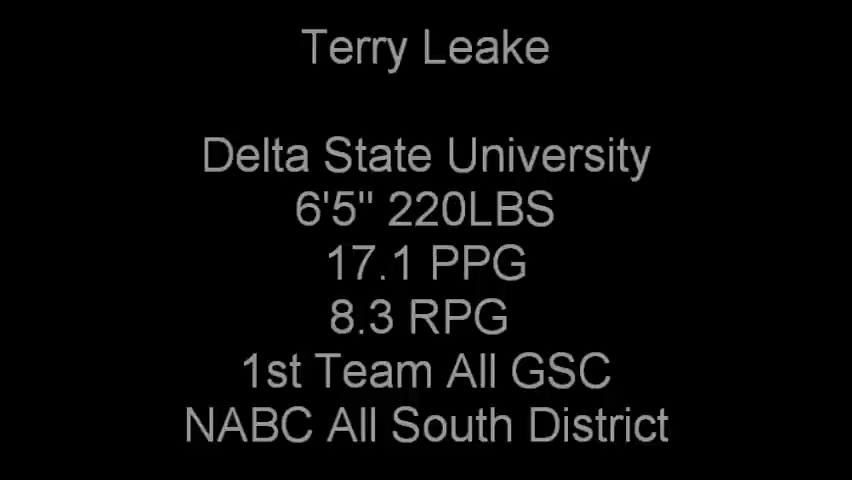 Terry Leake
Delta State University
6'5" 220LBS
17.1 PPG
8.3 RPG
1st Team All GSC
NABC All South District